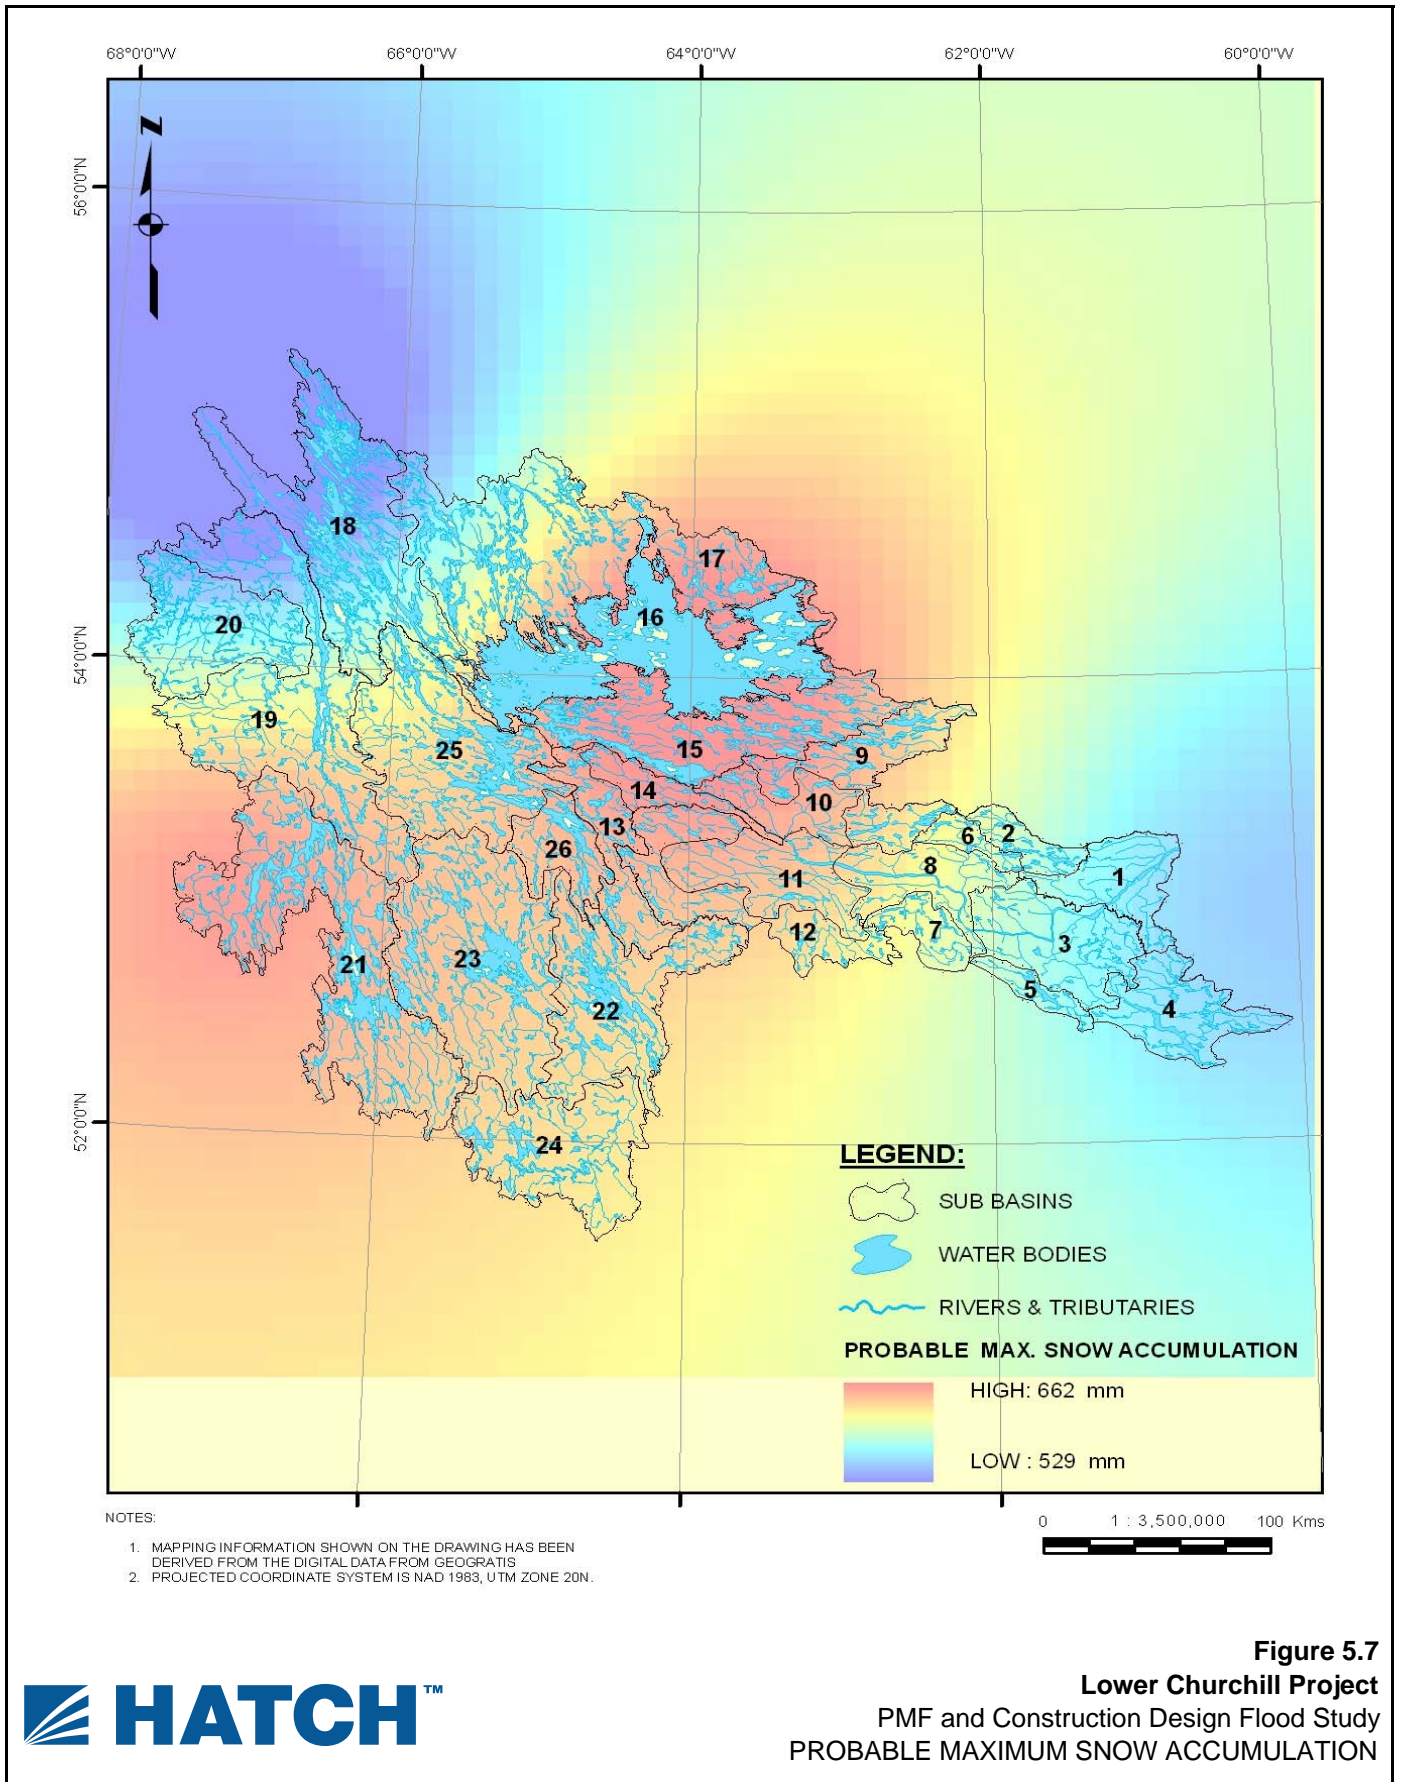 68°0'0"W 66°0'0"W 64°0'0"W 62°0'0"W 60°0'0"W
56°0'0"N
54°0'0"N
52°0'0"N
N
18
17
16
20
19
25
15
9
14
10
13
6
2
26
8
1
11
12
7
3
21
23
5
22
4
24
LEGEND:
SUB BASINS
WATER BODIES
RIVERS & TRIBUTARIES
PROBABLE MAX. SNOW ACCUMULATION
HIGH: 662 mm
LOW : 529 mm
NOTES:
1. MAPPING INFORMATION SHOWN ON THE DRAWING HAS BEEN
DERIVED FROM THE DIGITAL DATA FROM GEOGRATIS
2. PROJECTED COORDINATE SYSTEM IS NAD 1983, UTM ZONE 20N.
0 1 : 3,500,000 100 Kms
Figure 5.7
Lower Churchill Project
PMF and Construction Design Flood Study
PROBABLE MAXIMUM SNOW ACCUMULATION
HATCH™